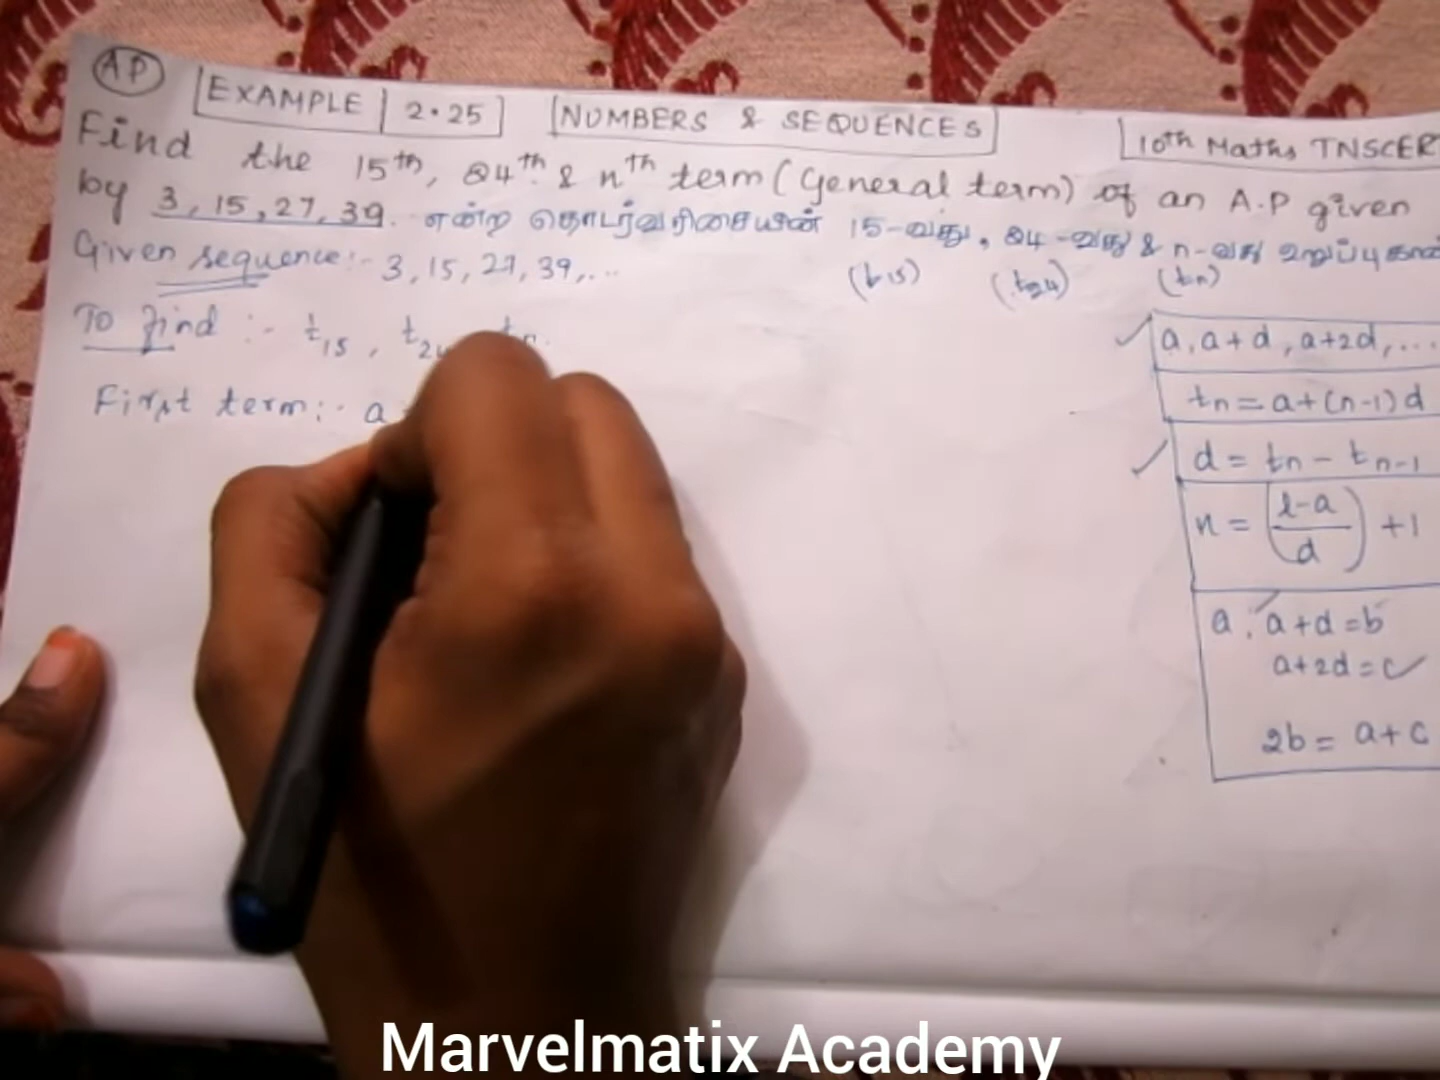 AP EXAMPLE 2.25 NUMBERS & SEQUENCES 10th Maths TNSCER
Find the 15th, 24th & nth term (General term) of an A.P given
by 3, 15, 27, 39. என்ற தொடர்வரிசையின் 15-வது, 24-வது & n-வது உறுப்பு காண்
(t15) (t24) (tn)
Given sequence:- 3, 15, 27, 39, ...
To find :- t15, t24 tn.
First term:- a
a, a+d, a+2d, ...
tn = a+(n-1)d
d = tn - tn-1
n = (l-a/d) +1
a, a+d = b
a+2d = c
2b = a+c
Marvelmatix Academy